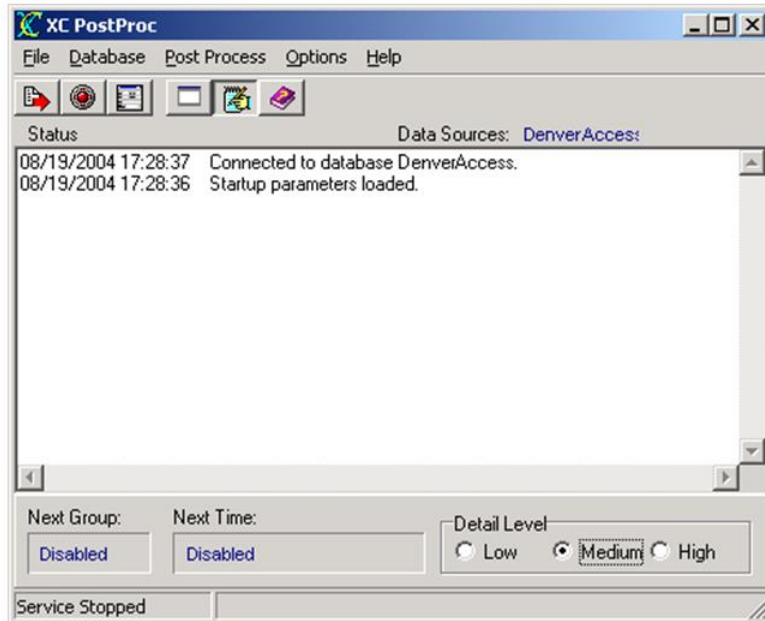 XC PostProc
File Database Post Process Options Help
Status Data Sources: DenverAccess
08/19/2004 17:28:37 Connected to database DenverAccess.
08/19/2004 17:28:36 Startup parameters loaded.
Next Group: Next Time: Detail Level
Disabled Disabled Low Medium High
Service Stopped